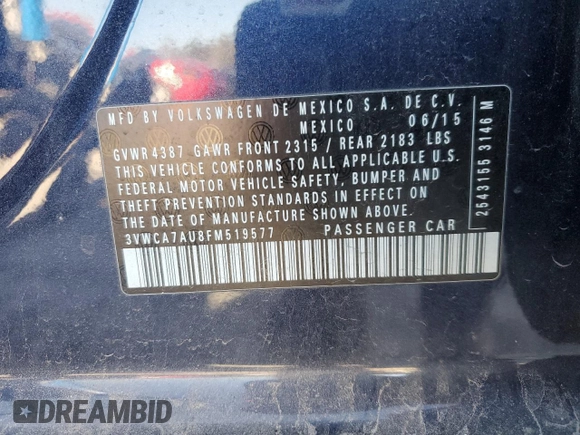 MFD BY VOLKSWAGEN DE MEXICO S.A. DE C.V.
MEXICO 06/15
GVWR 4387 GAWR FRONT 2315 / REAR 2183 LBS
THIS VEHICLE CONFORMS TO ALL APPLICABLE U.S.
FEDERAL MOTOR VEHICLE SAFETY, BUMPER AND
THEFT PREVENTION STANDARDS IN EFFECT ON
THE DATE OF MANUFACTURE SHOWN ABOVE.
3VWCA7AU8FM519577 PASSENGER CAR
2543155 3146 M
DREAMBID